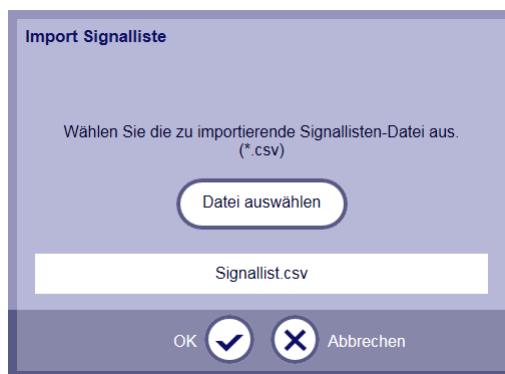 Import Signalliste
Wählen Sie die zu importierende Signallisten-Datei aus.
(*.csv)
Datei auswählen
Signallist.csv
OK
Abbrechen